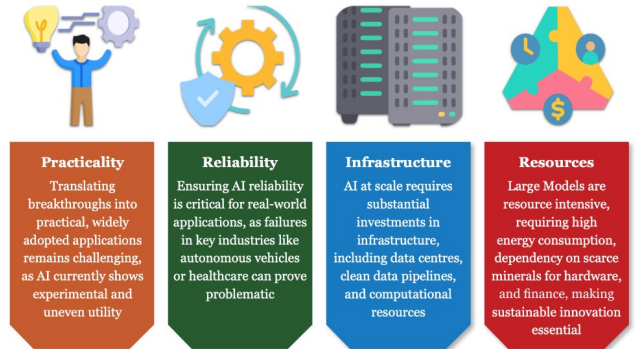 Practicality
Translating
breakthroughs into
practical, widely
adopted applications
remains challenging,
as AI currently shows
experimental and
uneven utility
Reliability
Ensuring AI reliability
is critical for real-world
applications, as failures
in key industries like
autonomous vehicles
or healthcare can prove
problematic
Infrastructure
AI at scale requires
substantial
investments in
infrastructure,
including data centres,
clean data pipelines,
and computational
resources
Resources
Large Models are
resource intensive,
requiring high
energy consumption,
dependency on scarce
minerals for hardware,
and finance, making
sustainable innovation
essential
$